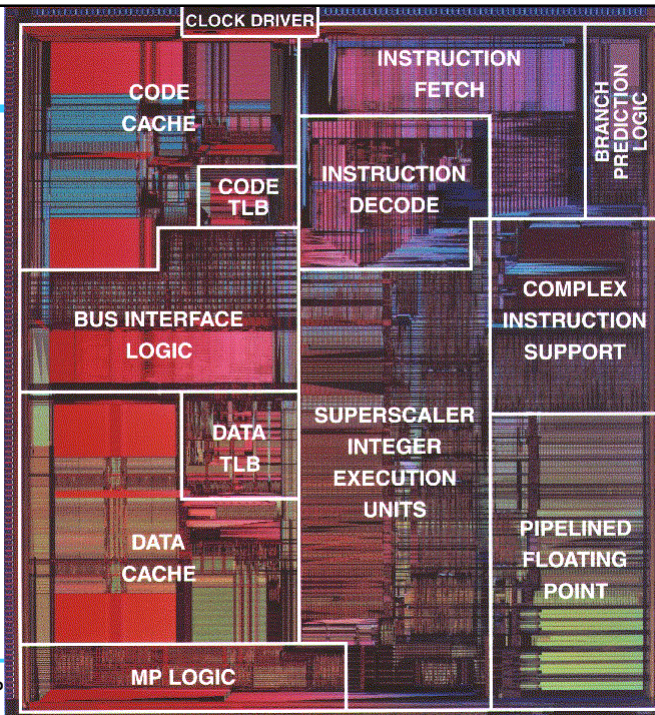 CLOCK DRIVER
CODE
CACHE
INSTRUCTION
FETCH
BRANCH
PREDICTION
LOGIC
CODE
TLB
INSTRUCTION
DECODE
BUS INTERFACE
LOGIC
COMPLEX
INSTRUCTION
SUPPORT
DATA
TLB
SUPERSCALER
INTEGER
EXECUTION
UNITS
DATA
CACHE
PIPELINED
FLOATING
POINT
MP LOGIC